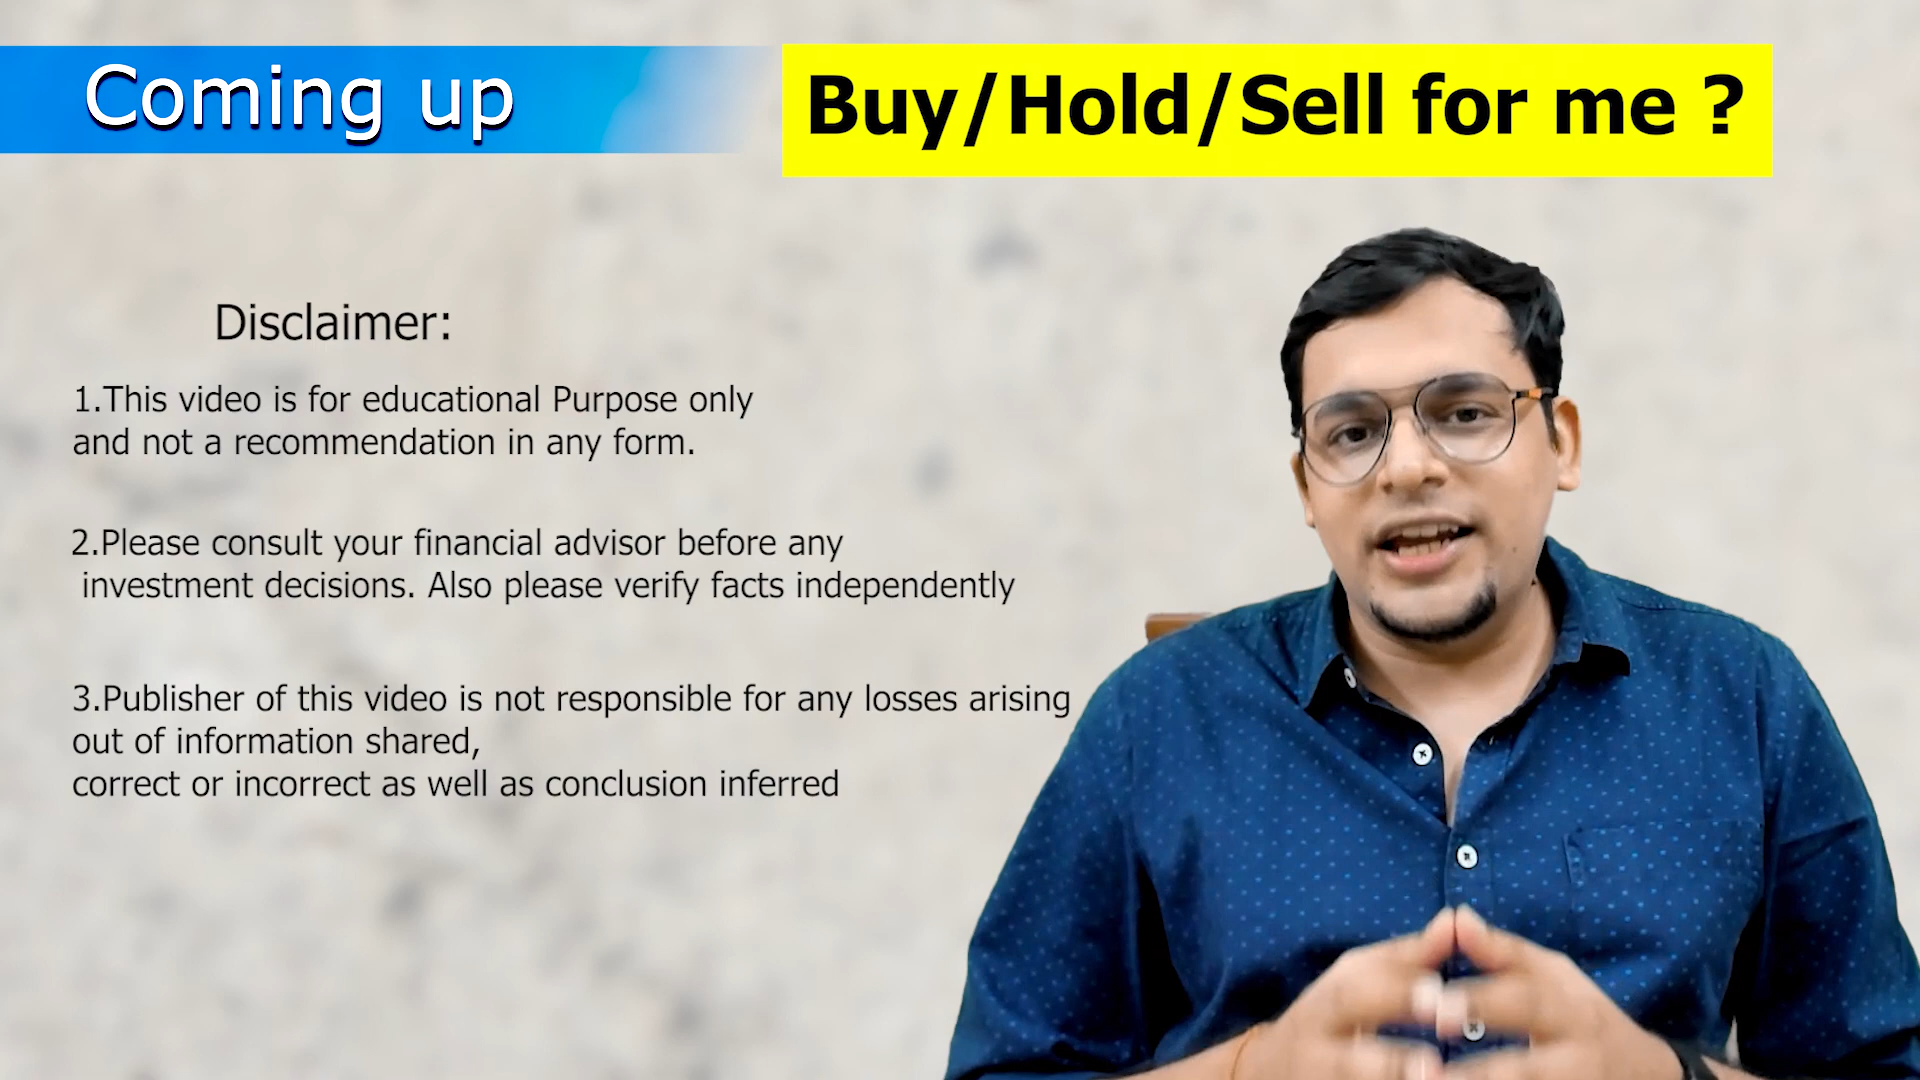 Coming up
Buy/Hold/Sell for me ?
Disclaimer:
1.This video is for educational Purpose only
and not a recommendation in any form.
2.Please consult your financial advisor before any
investment decisions. Also please verify facts independently
3.Publisher of this video is not responsible for any losses arising
out of information shared,
correct or incorrect as well as conclusion inferred